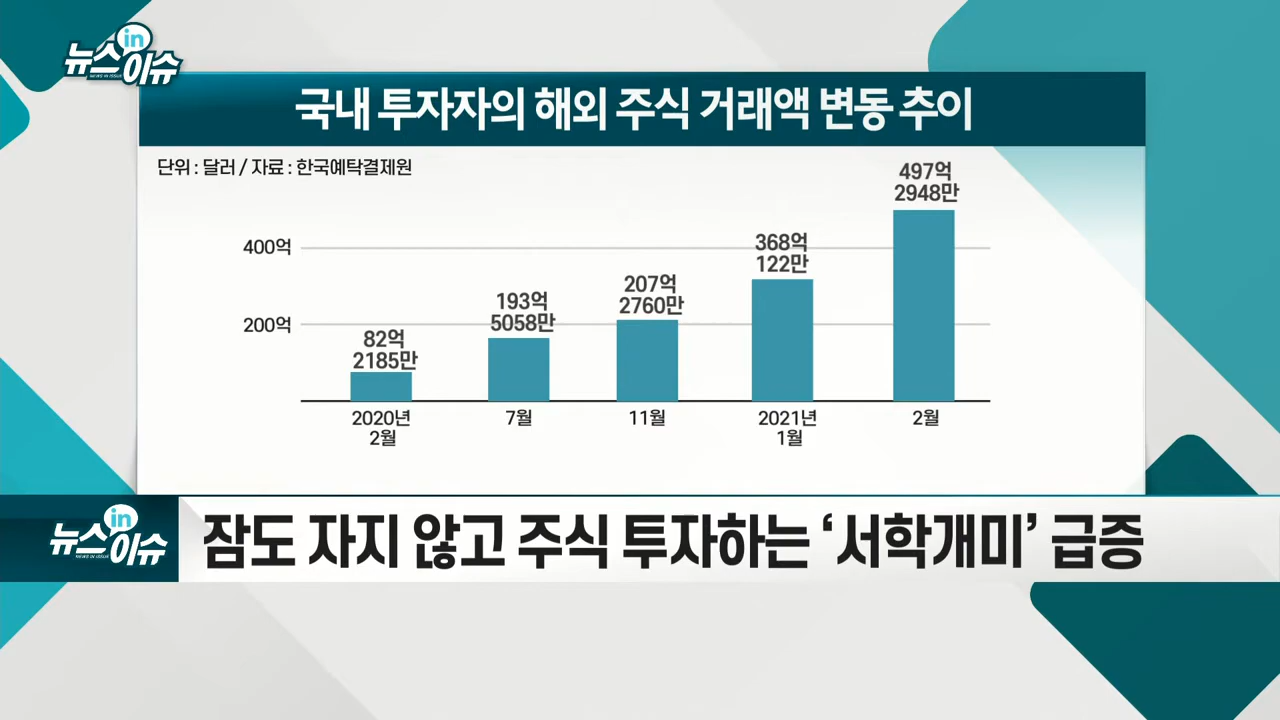 뉴스in이슈
NEWS IN ISSUE
국내 투자자의 해외 주식 거래액 변동 추이
단위 : 달러 / 자료 : 한국예탁결제원
400억
200억
82억
2185만
193억
5058만
207억
2760만
368억
122만
497억
2948만
2020년
2월
7월
11월
2021년
1월
2월
뉴스in이슈
NEWS IN ISSUE
잠도 자지 않고 주식 투자하는 ‘서학개미’ 급증